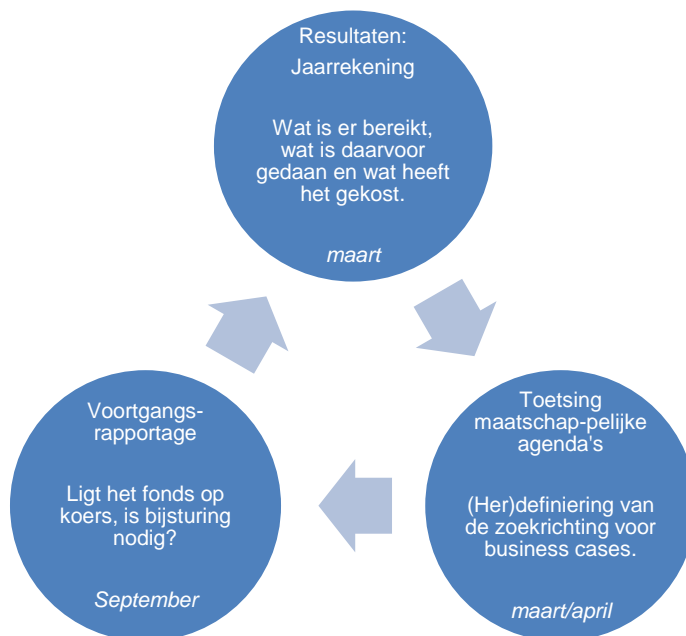 Resultaten:
Jaarrekening
Wat is er bereikt,
wat is daarvoor
gedaan en wat heeft
het gekost.
maart
Toetsing
maatschap-pelijke
agenda's
(Her)definiering van
de zoekrichting voor
business cases.
maart/april
Voortgangs-
rapportage
Ligt het fonds op
koers, is bijsturing
nodig?
September